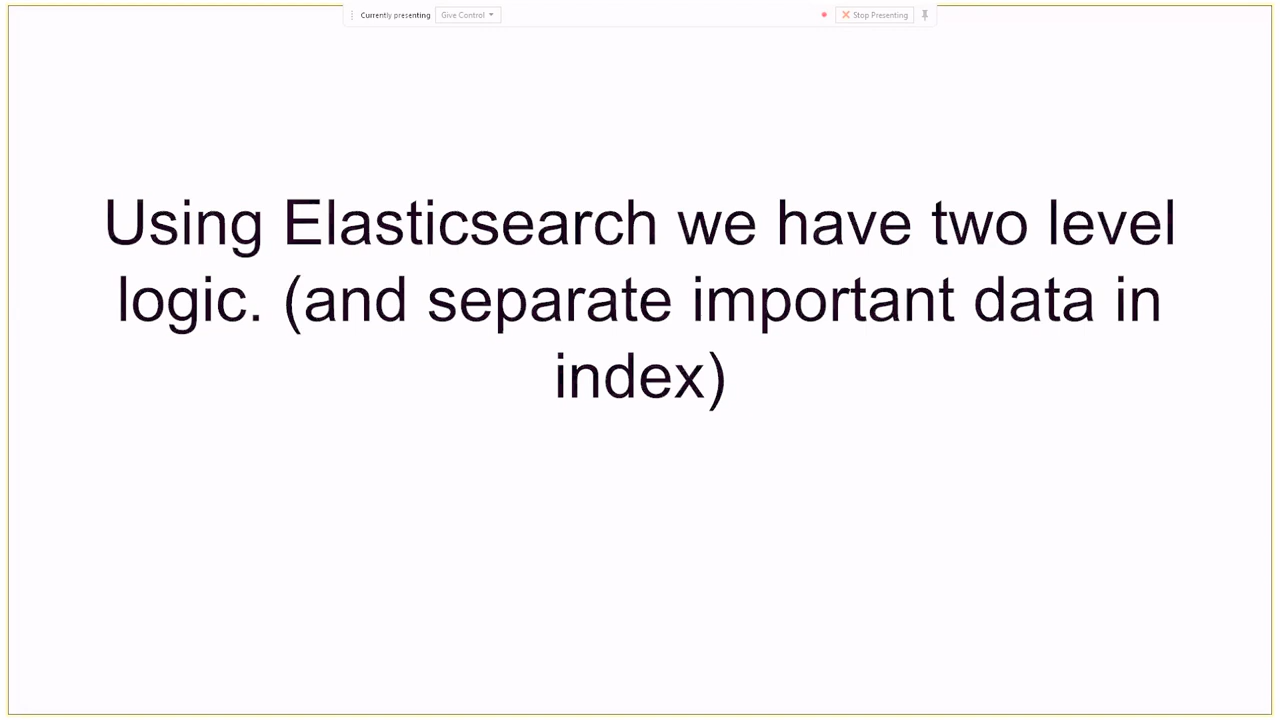 Currently presenting Give Control Stop Presenting
Using Elasticsearch we have two level
logic. (and separate important data in
index)